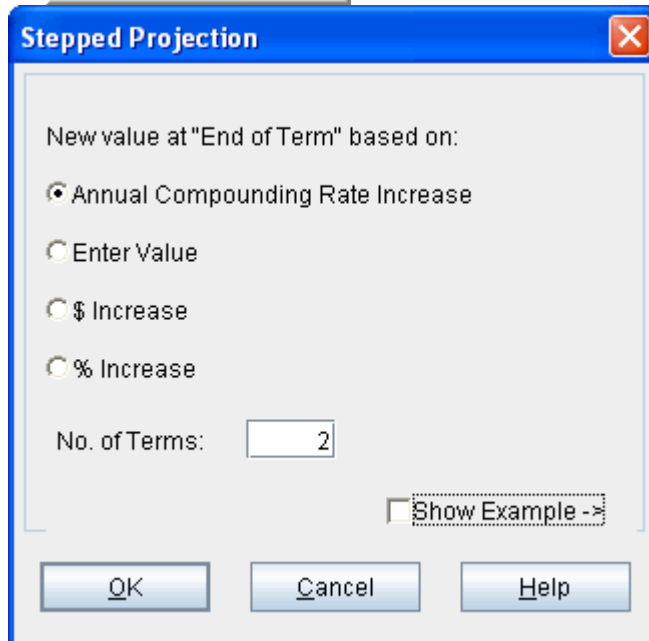 Stepped Projection
New value at "End of Term" based on:
Annual Compounding Rate Increase
Enter Value
$ Increase
% Increase
No. of Terms: 2
Show Example ->
OK Cancel Help